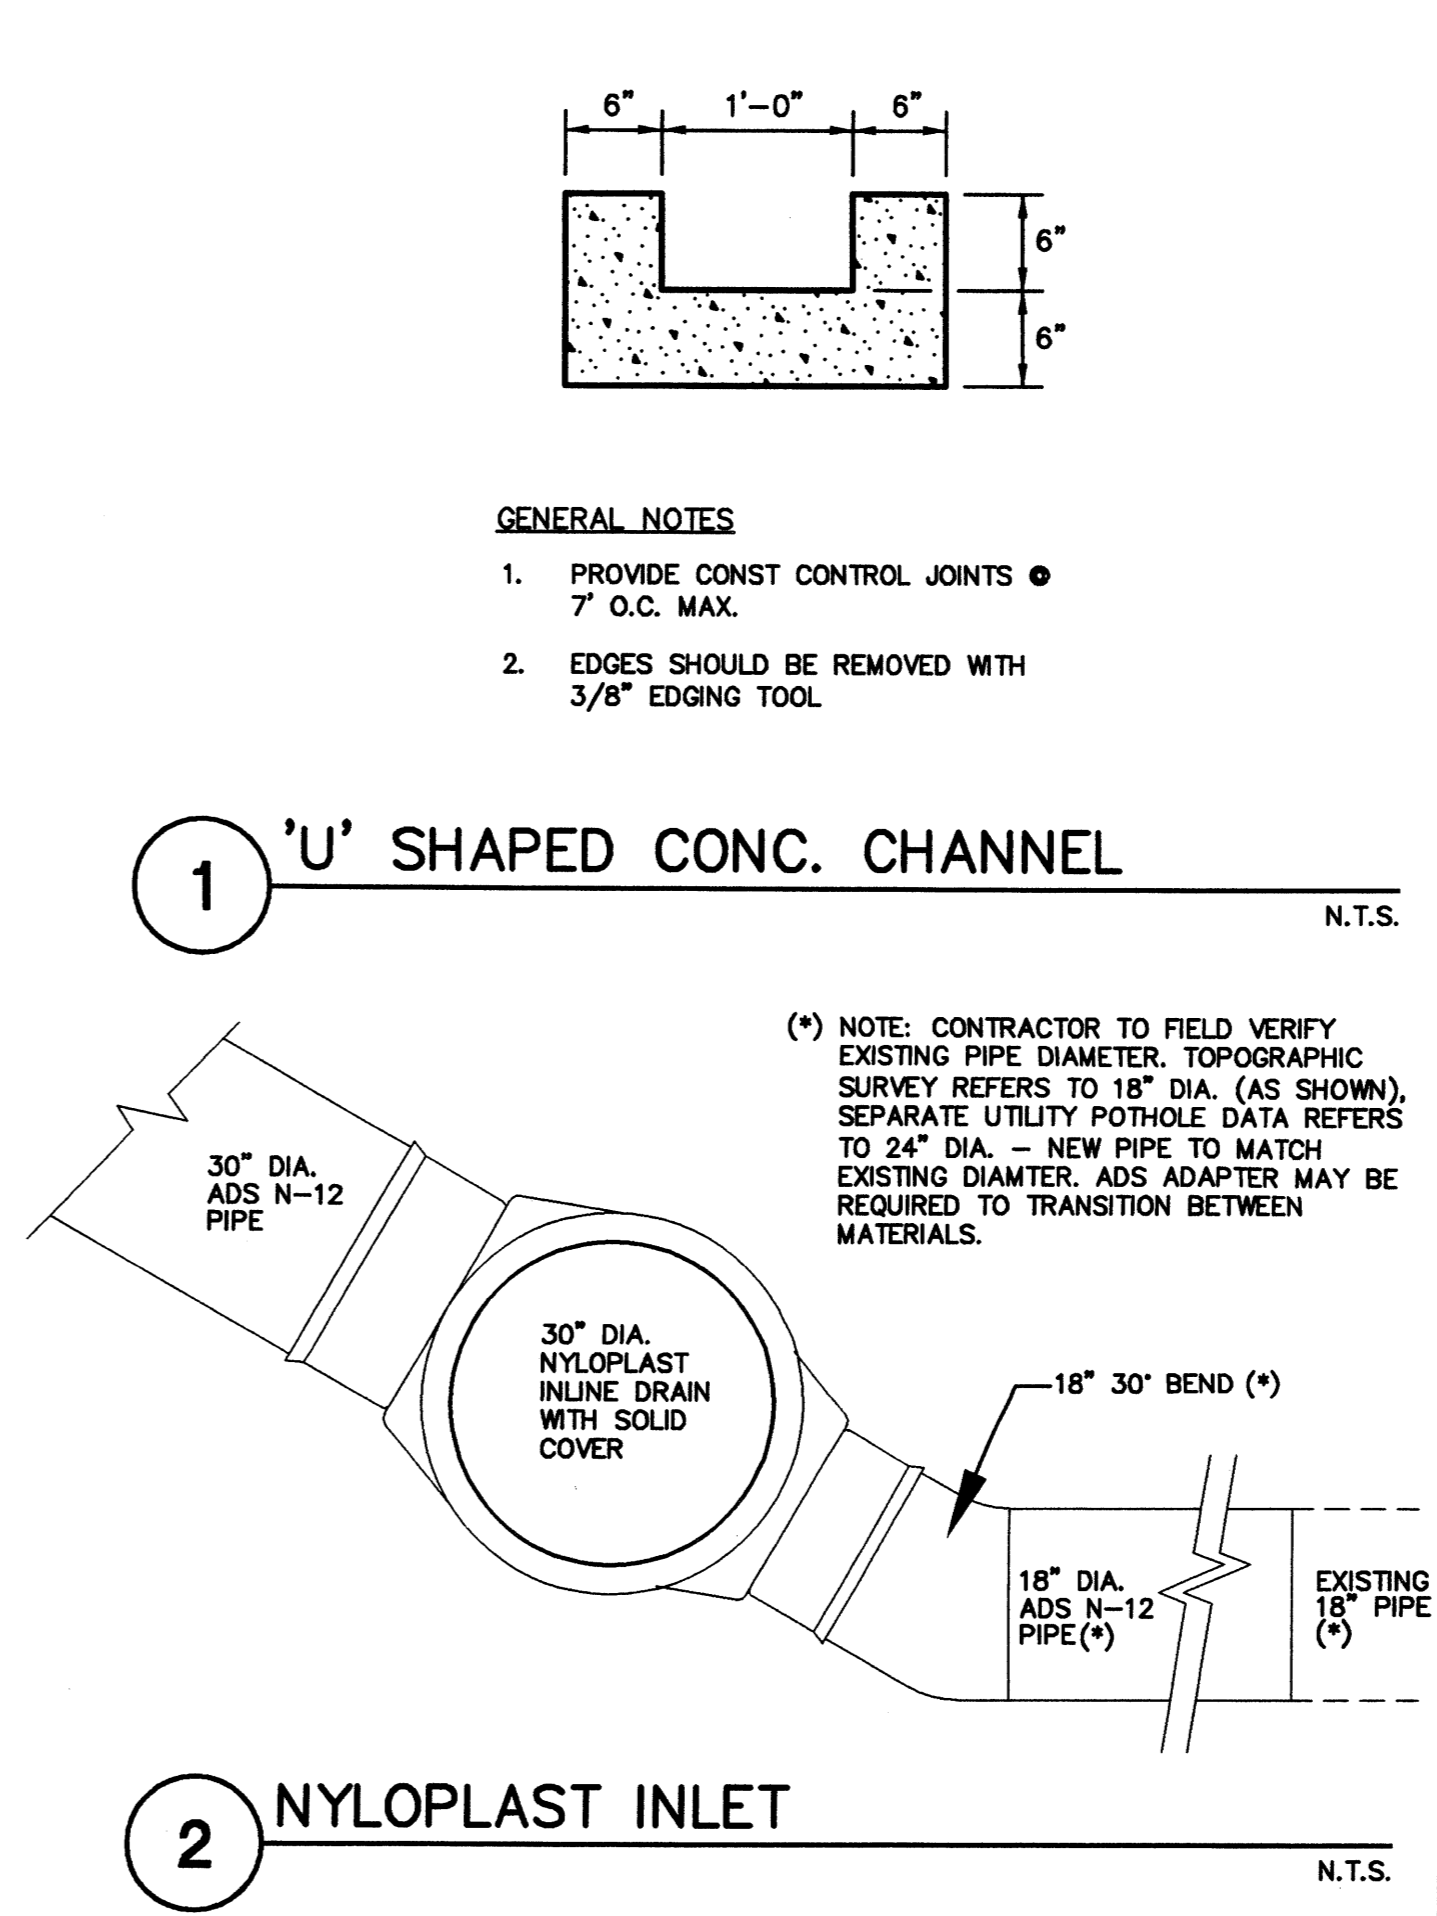 6" 1'-0" 6"
6"
6"
GENERAL NOTES
1. PROVIDE CONST CONTROL JOINTS @
7' O.C. MAX.
2. EDGES SHOULD BE REMOVED WITH
3/8" EDGING TOOL
1 'U' SHAPED CONC. CHANNEL
N.T.S.
(*) NOTE: CONTRACTOR TO FIELD VERIFY
EXISTING PIPE DIAMETER. TOPOGRAPHIC
SURVEY REFERS TO 18" DIA. (AS SHOWN),
SEPARATE UTILITY POTHOLE DATA REFERS
TO 24" DIA. – NEW PIPE TO MATCH
EXISTING DIAMTER. ADS ADAPTER MAY BE
REQUIRED TO TRANSITION BETWEEN
MATERIALS.
30" DIA.
ADS N-12
PIPE
30" DIA.
NYLOPLAST
INLINE DRAIN
WITH SOLID
COVER
18" 30° BEND (*)
18" DIA.
ADS N-12
PIPE(*)
EXISTING
18" PIPE
(*)
2 NYLOPLAST INLET
N.T.S.